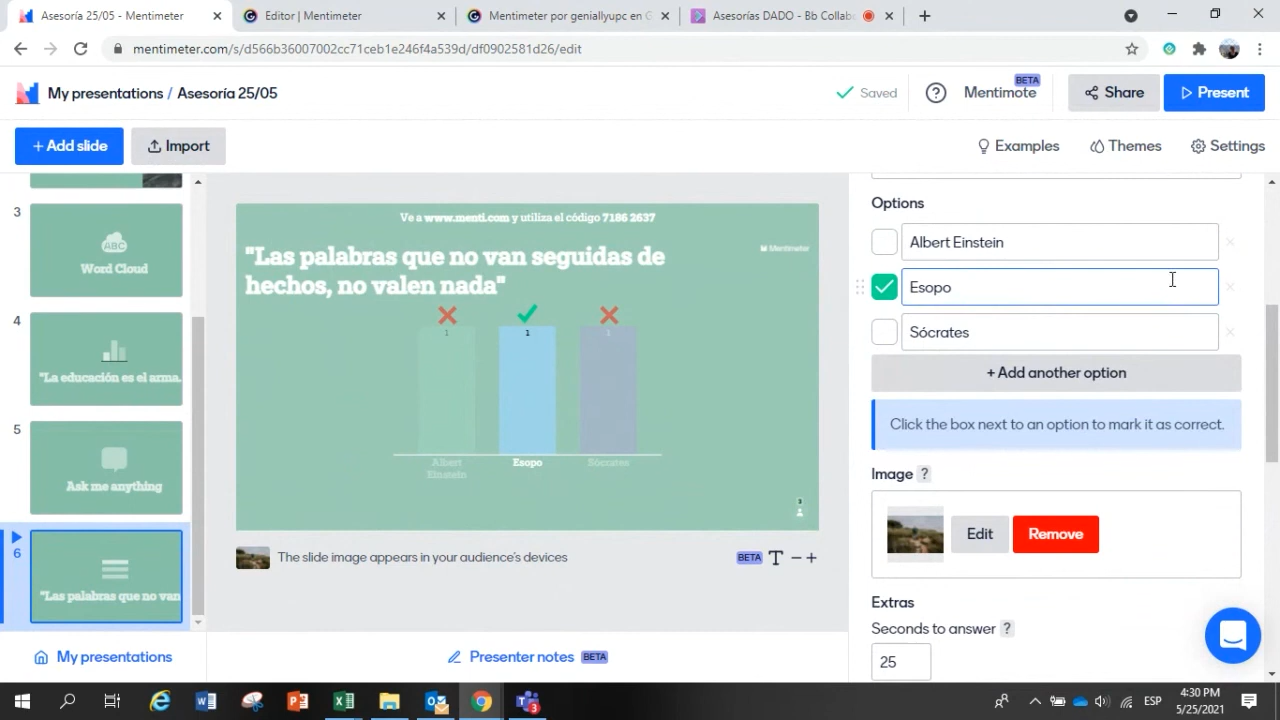 Asesoría 25/05 - Mentimeter
Editor | Mentimeter
Mentimeter por geniallyupc en G
Asesorías DADO - Bb Collab
mentimeter.com/s/d566b36007002cc71ceb1e246f4a539d/df0902581d26/edit
My presentations / Asesoría 25/05
Saved
Mentimote
BETA
Share
Present
+ Add slide
Import
Examples
Themes
Settings
3
ABC
Word Cloud
4
"La educación es el arma.
5
Ask me anything
6
"Las palabras que no van
My presentations
Ve a www.menti.com y utiliza el código 7186 2637
"Las palabras que no van seguidas de
hechos, no valen nada"
Mentimeter
1
1
1
Albert
Einstein
Esopo
Sócrates
3
The slide image appears in your audience's devices
BETA
T
Presenter notes
BETA
Options
Albert Einstein
Esopo
Sócrates
+ Add another option
Click the box next to an option to mark it as correct.
Image ?
Edit
Remove
Extras
Seconds to answer ?
25
ESP
4:30 PM
5/25/2021